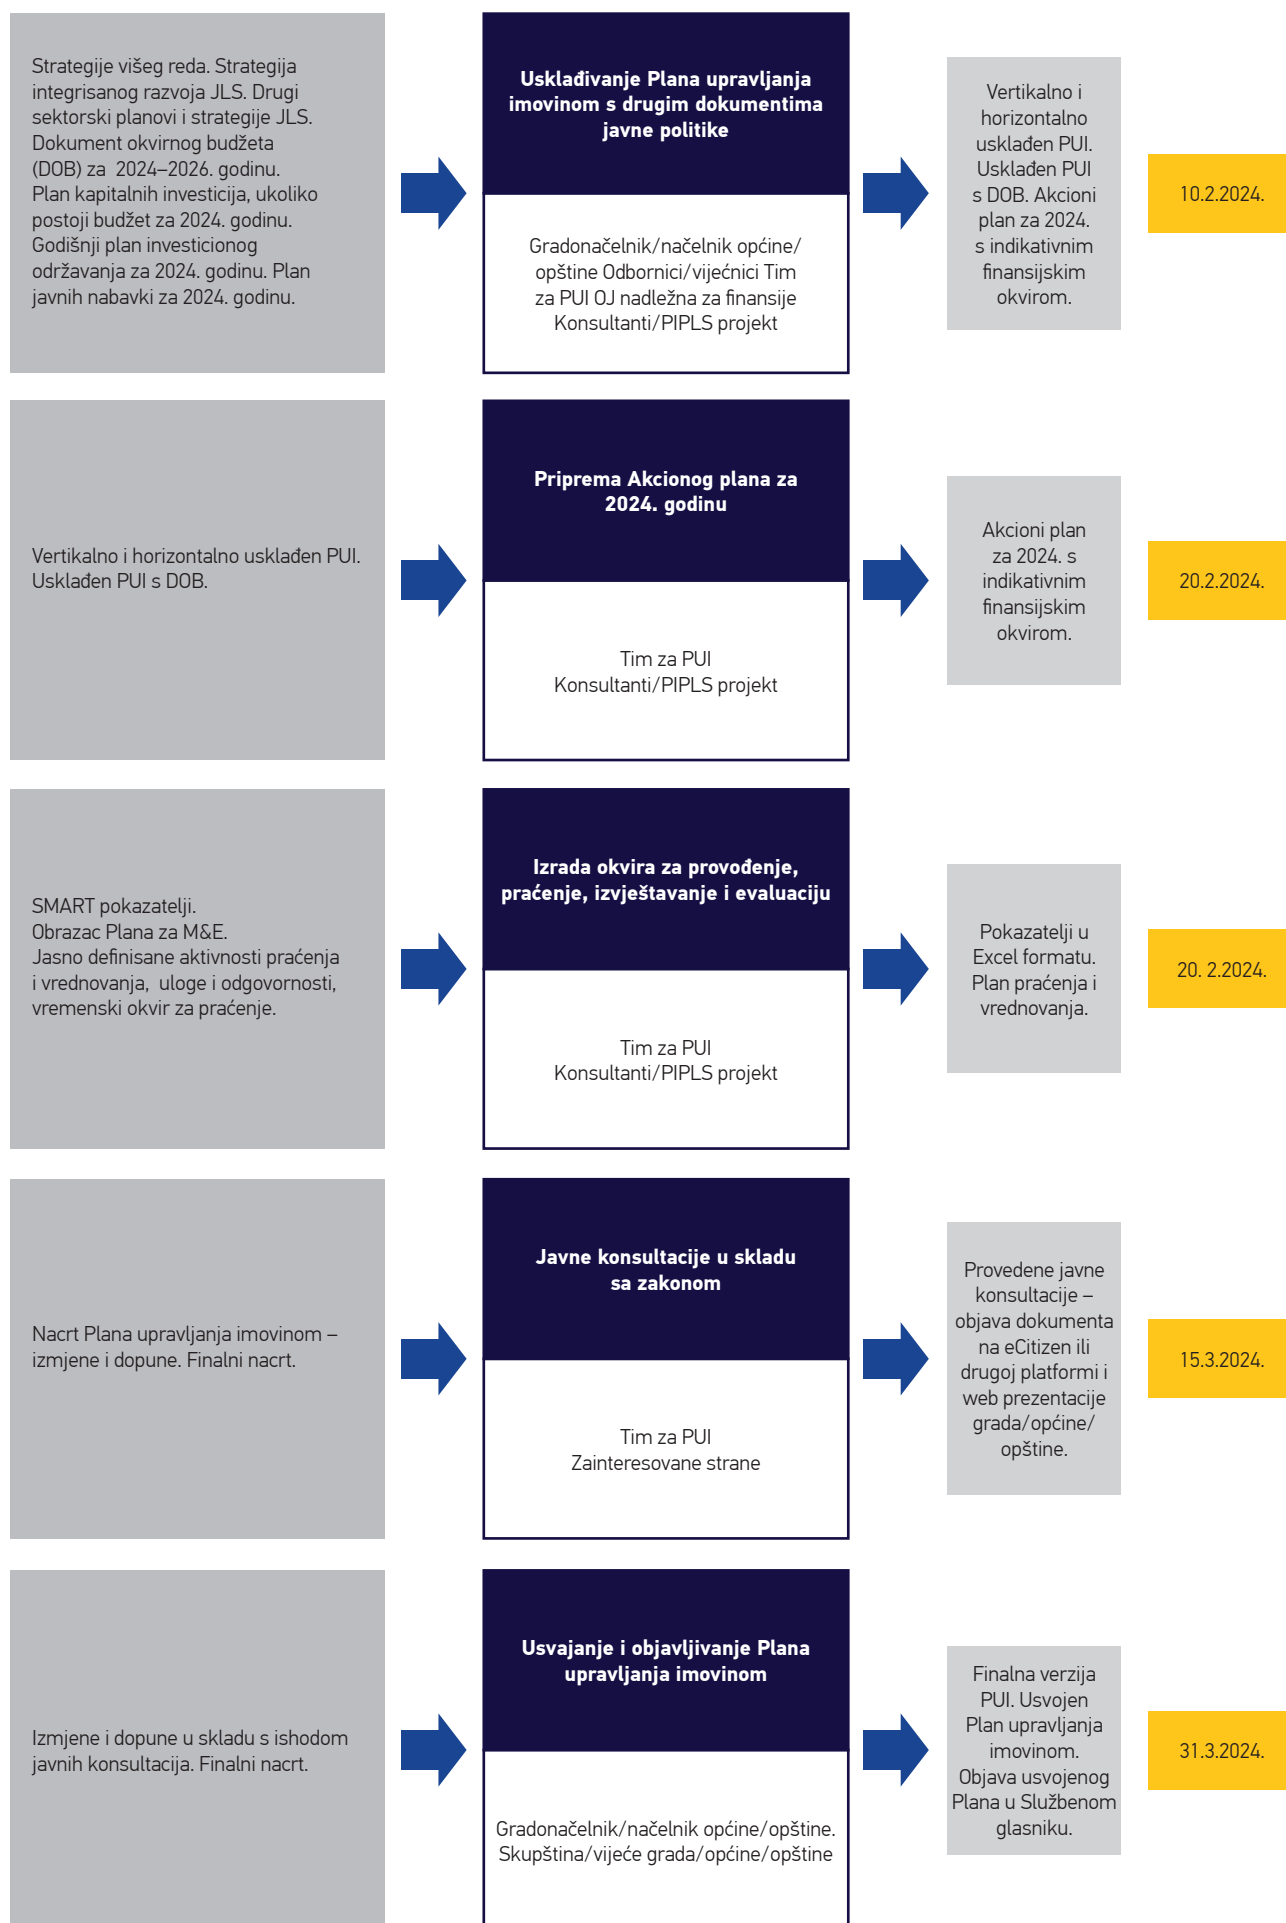 Strategije višeg reda. Strategija
integrisanog razvoja JLS. Drugi
sektorski planovi i strategije JLS.
Dokument okvirnog budžeta
(DOB) za  2024–2026. godinu.
Plan kapitalnih investicija, ukoliko
postoji budžet za 2024. godinu.
Godišnji plan investicionog
održavanja za 2024. godinu. Plan
javnih nabavki za 2024. godinu.
Usklađivanje Plana upravljanja
imovinom s drugim dokumentima
javne politike
Gradonačelnik/načelnik općine/
opštine Odbornici/vijećnici Tim
za PUI OJ nadležna za finansije
Konsultanti/PIPLS projekt
Vertikalno i
horizontalno
usklađen PUI.
Usklađen PUI
s DOB. Akcioni
plan za 2024.
s indikativnim
finansijskim
okvirom.
10.2.2024.
Vertikalno i horizontalno usklađen PUI.
Usklađen PUI s DOB.
Priprema Akcionog plana za
2024. godinu
Tim za PUI
Konsultanti/PIPLS projekt
Akcioni plan
za 2024. s
indikativnim
finansijskim
okvirom.
20.2.2024.
SMART pokazatelji.
Obrazac Plana za M&E.
Jasno definisane aktivnosti praćenja
i vrednovanja,  uloge i odgovornosti,
vremenski okvir za praćenje.
Izrada okvira za provođenje,
praćenje, izvještavanje i evaluaciju
Tim za PUI
Konsultanti/PIPLS projekt
Pokazatelji u
Excel formatu.
Plan praćenja i
vrednovanja.
20. 2.2024.
Nacrt Plana upravljanja imovinom –
izmjene i dopune. Finalni nacrt.
Javne konsultacije u skladu
sa zakonom
Tim za PUI
Zainteresovane strane
Provedene javne
konsultacije –
objava dokumenta
na eCitizen ili
drugoj platformi i
web prezentacije
grada/općine/
opštine.
15.3.2024.
Izmjene i dopune u skladu s ishodom
javnih konsultacija. Finalni nacrt.
Usvajanje i objavljivanje Plana
upravljanja imovinom
Gradonačelnik/načelnik općine/opštine.
Skupština/vijeće grada/općine/opštine
Finalna verzija
PUI. Usvojen
Plan upravljanja
imovinom.
Objava usvojenog
Plana u Službenom
glasniku.
31.3.2024.